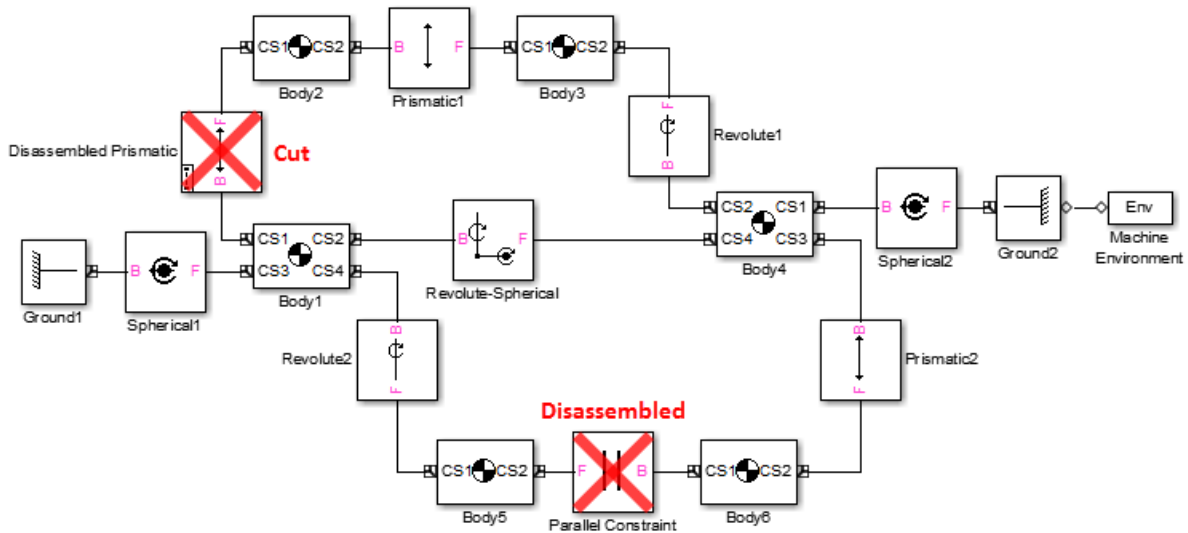 CS1 CS2
Body2
B F
Prismatic1
CS1 CS2
Body3
F
B
Revolute1
F
B
Disassembled Prismatic
Cut
CS1 CS2
CS3 CS4
Body1
B F
Revolute-Spherical
CS2 CS1
CS4 CS3
Body4
B F
Spherical2
Ground2
Env
Machine
Environment
Ground1
B F
Spherical1
B
F
Revolute2
B
F
Prismatic2
Disassembled
CS1 CS2
Body5
F B
Parallel Constraint
CS1 CS2
Body6